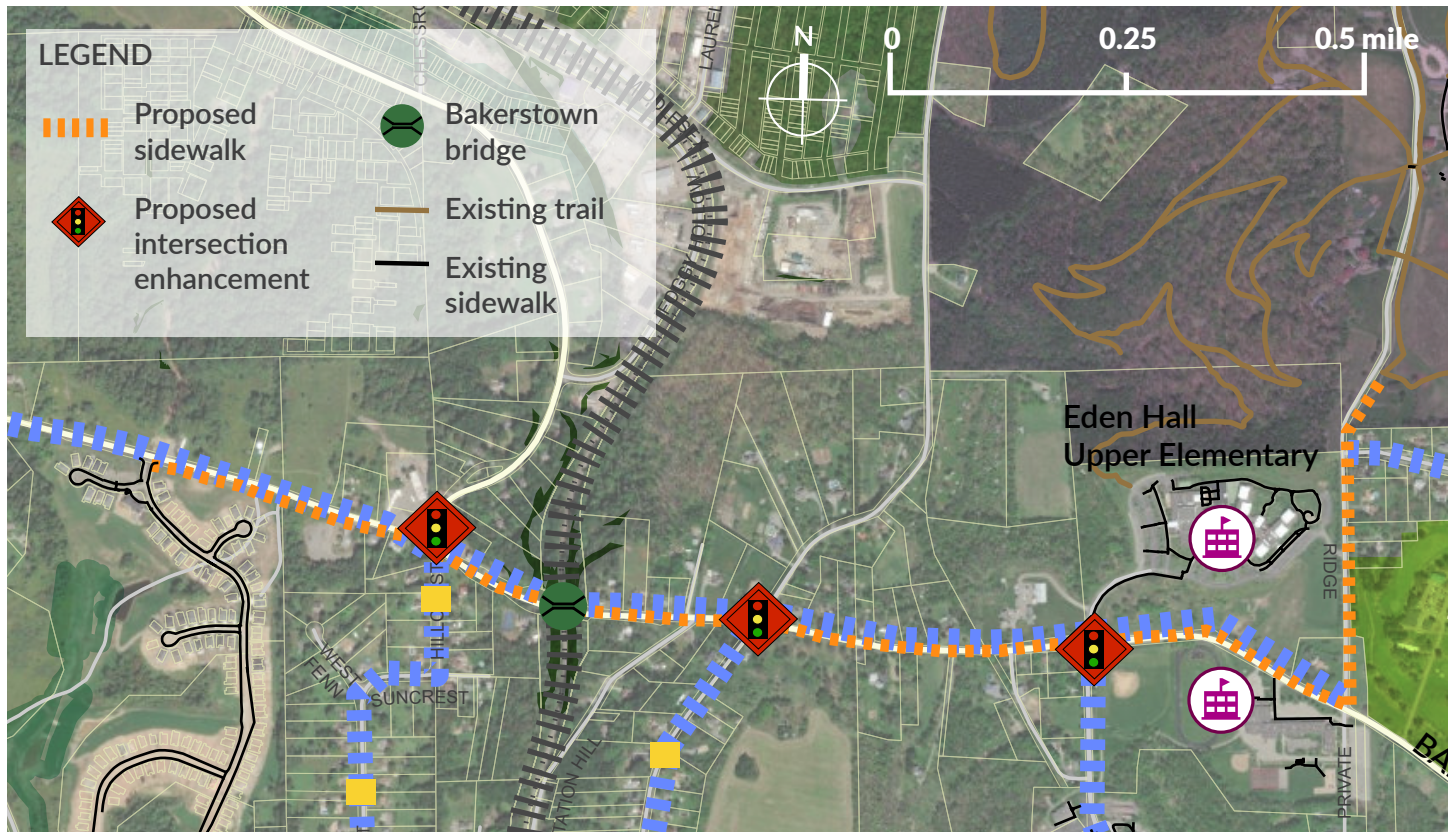 LEGEND
Proposed
sidewalk
Proposed
intersection
enhancement
Bakerstown
bridge
Existing trail
Existing
sidewalk
N
0
0.25
0.5 mile
LAUREL
Eden Hall
Upper Elementary
RIDGE
WEST
FENN
SUNCREST
PRIVATE